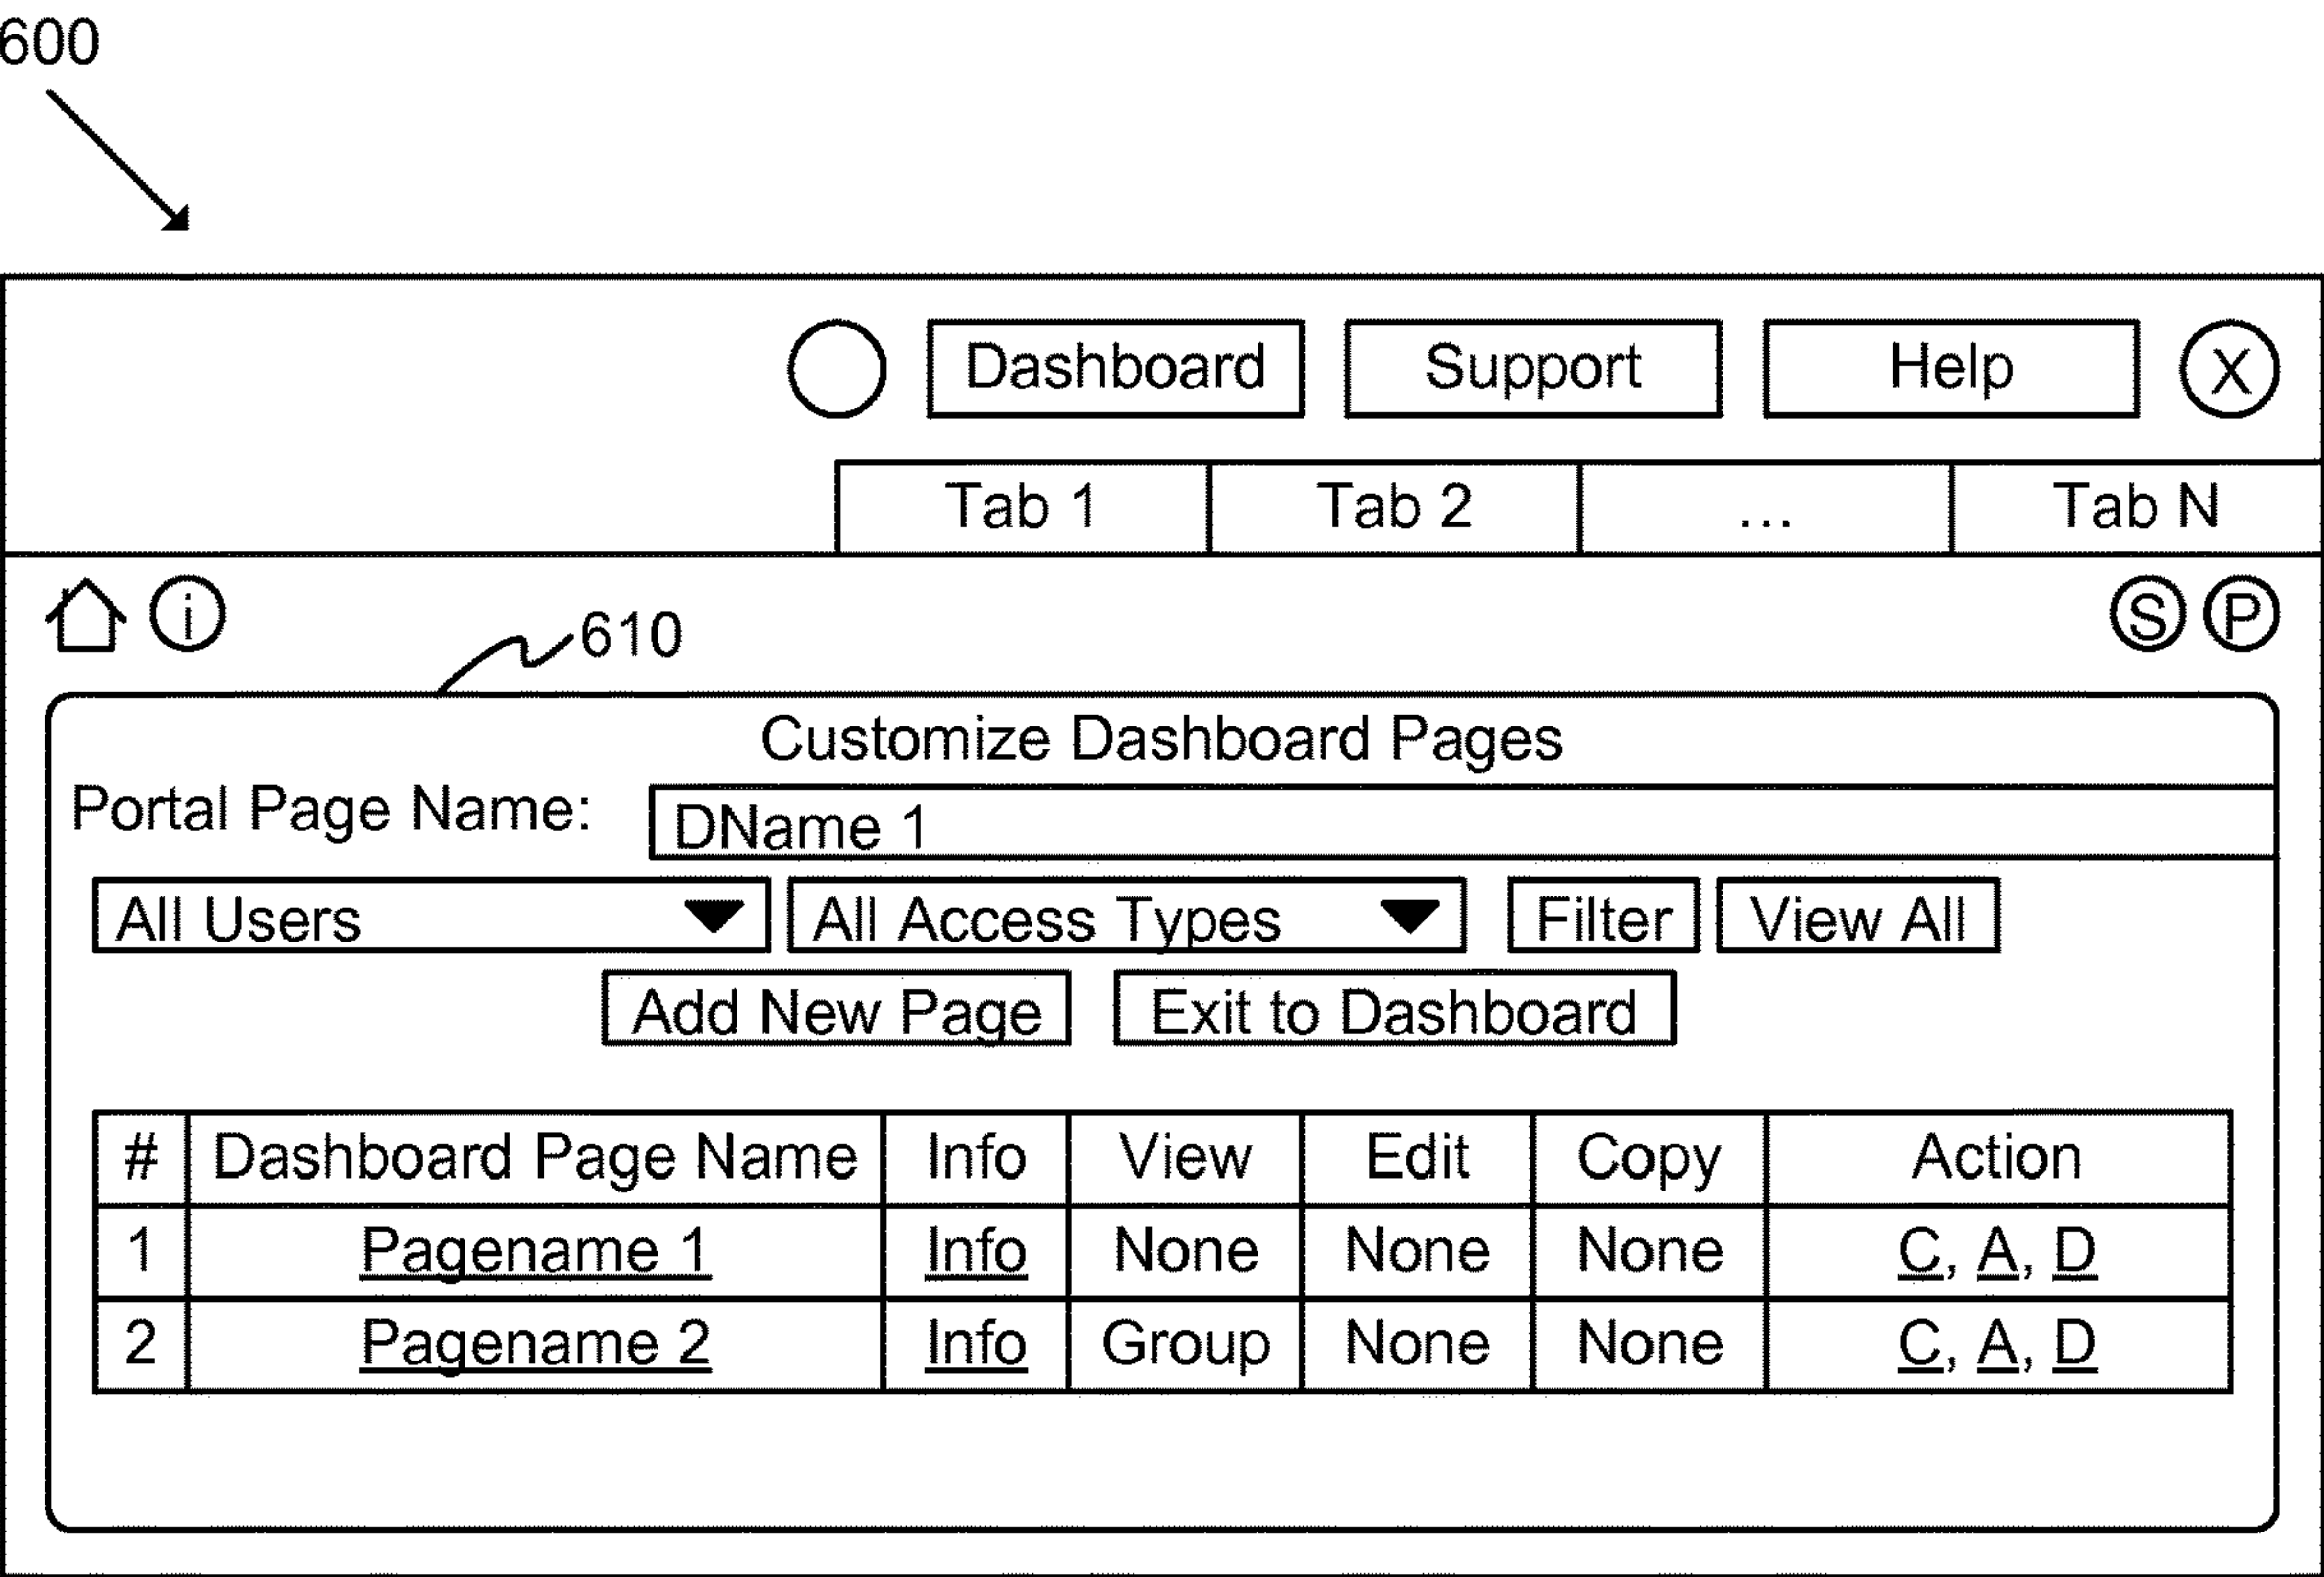 600
Dashboard Support Help X
Tab 1 Tab 2 ... Tab N
i S P
610
Customize Dashboard Pages
Portal Page Name: DName 1
All Users All Access Types Filter View All
Add New Page Exit to Dashboard
# Dashboard Page Name Info View Edit Copy Action
1 Pagename 1 Info None None None C, A, D
2 Pagename 2 Info Group None None C, A, D